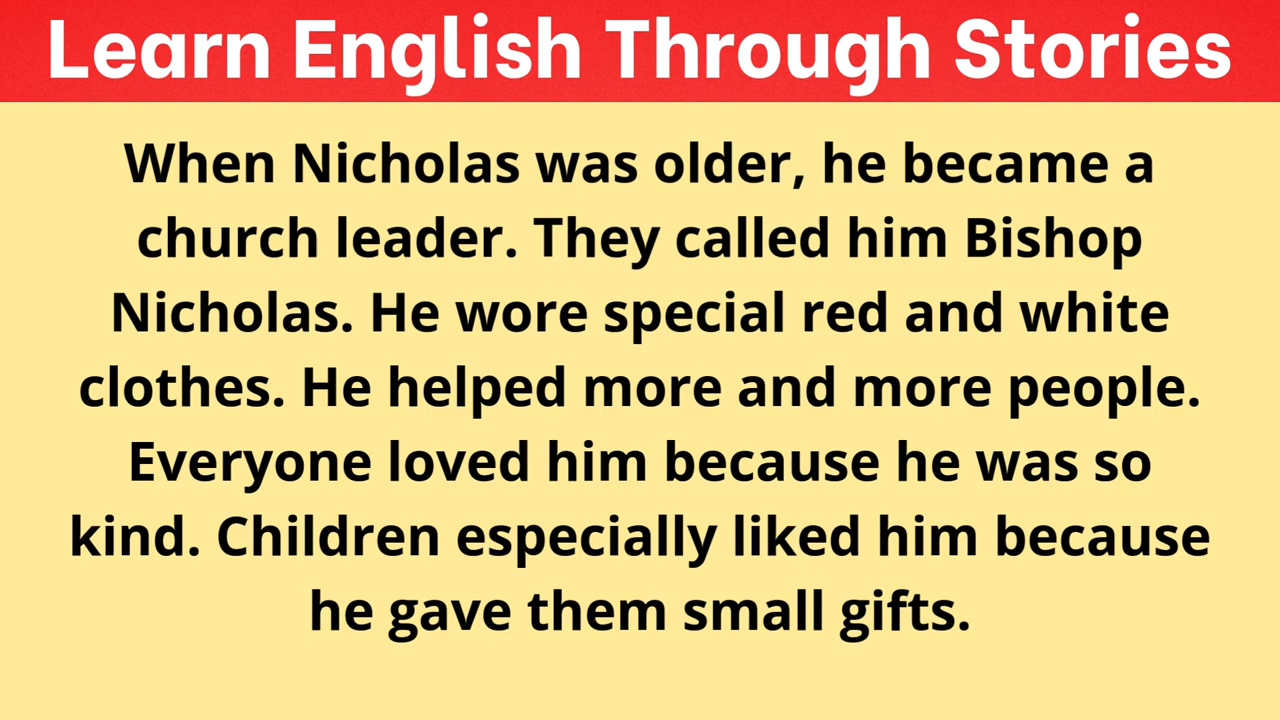 Learn English Through Stories
When Nicholas was older, he became a
church leader. They called him Bishop
Nicholas. He wore special red and white
clothes. He helped more and more people.
Everyone loved him because he was so
kind. Children especially liked him because
he gave them small gifts.